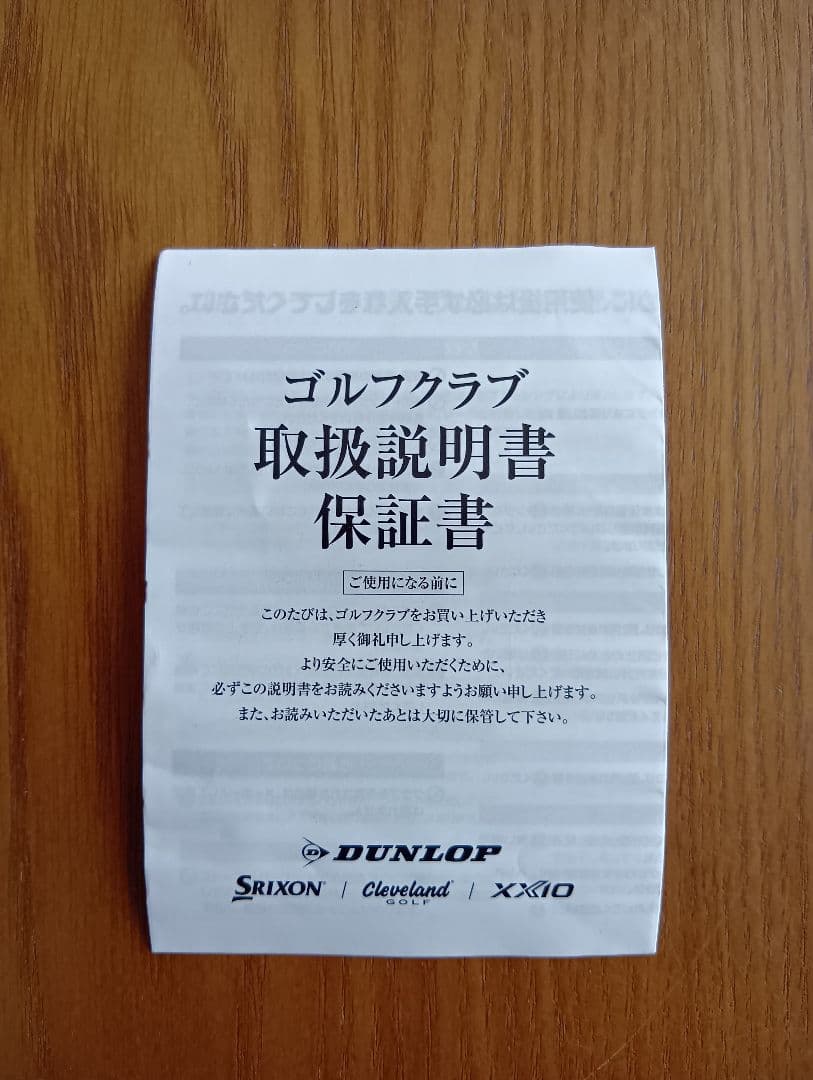 ゴルフクラブ
取扱説明書
保証書
ご使用になる前に
このたびは、ゴルフクラブをお買い上げいただき
厚く御礼申し上げます。
より安全にご使用いただくために、
必ずこの説明書をお読みくださいますようお願い申し上げます。
また、お読みいただいたあとは大切に保管して下さい。
DUNLOP
SRIXON | Cleveland GOLF | XXIO